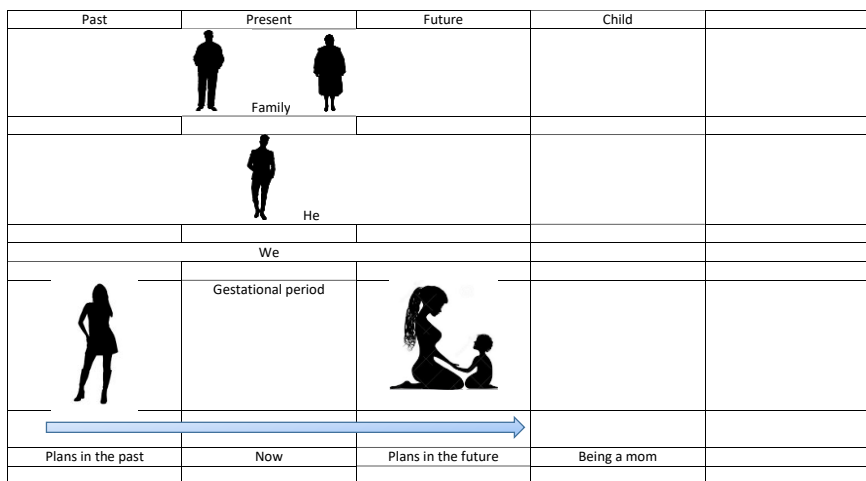 Past Present Future Child
Family
He
We
Gestational period
Plans in the past Now Plans in the future Being a mom